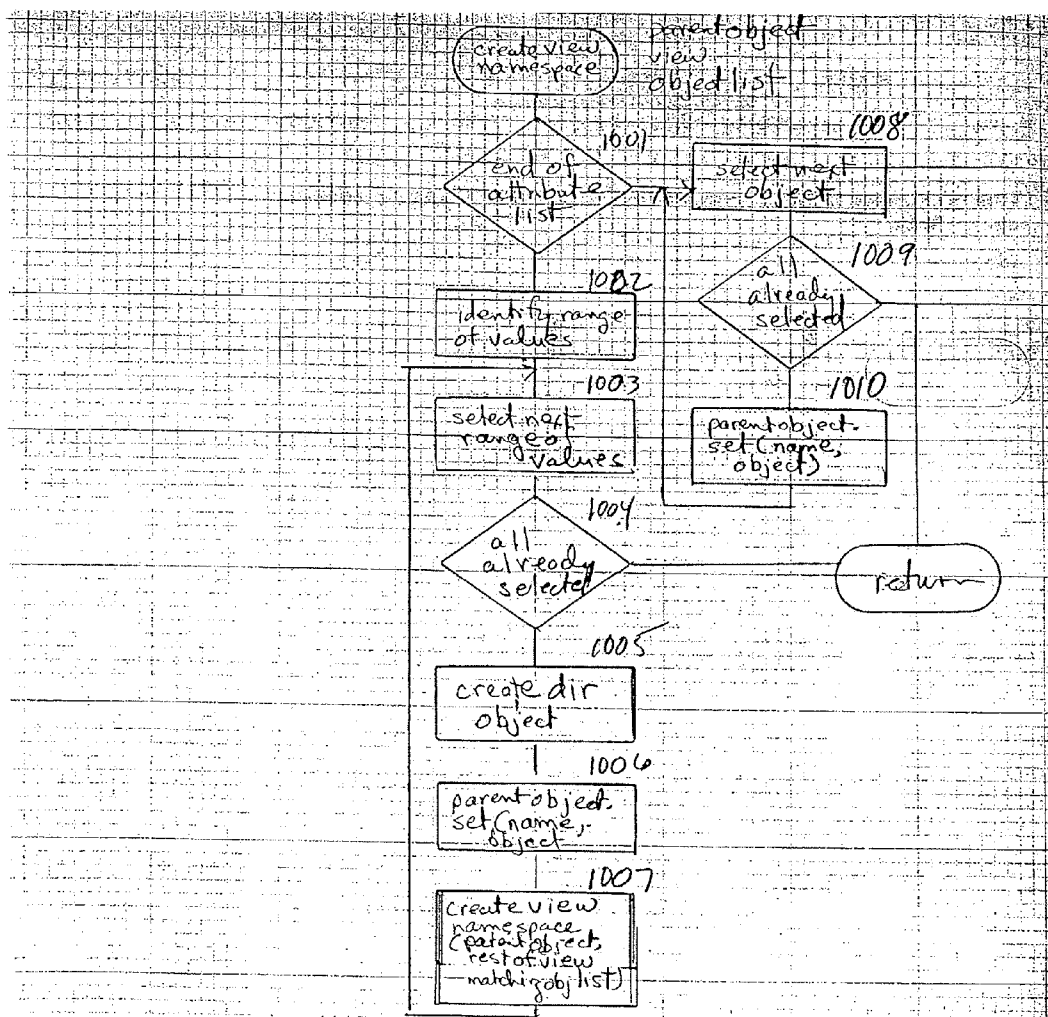 create view
namespace
parent object
view
object list
1001
end of
attribute
list
1002
identify range
of values
1003
select next
range of
values
1004
all
already
selected
1005
create dir
object
1006
parent object.
set (name,
object
1007
create view
namespace
(parent object,
rest of view
matching obj list)
1008
select next
object
1009
all
already
selected
1010
parent object.
set (name,
object)
return